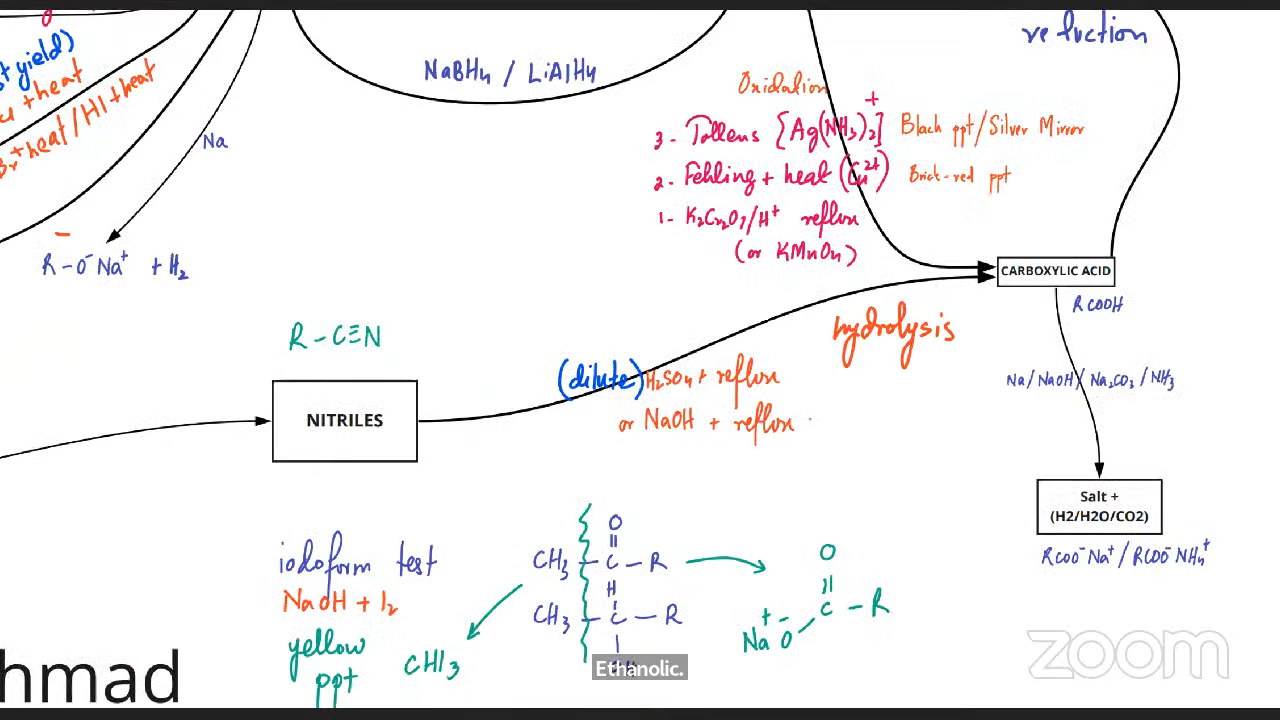 reduction
t yield)
+heat
Br + heat/HI+heat
NaBH4 / LiAlH4
Na
Oxidation
3- Tollens [Ag(NH3)2]+ Black ppt/Silver Mirror
2- Fehling + heat (Cu2+) Brick-red ppt
1- K2Cr2O7/H+ reflux
(or KMnO4)
R-O-Na+ + H2
CARBOXYLIC ACID
RCOOH
hydrolysis
R-C≡N
(dilute) H2SO4 + reflux
or NaOH + reflux
NITRILES
Na/NaOH/Na2CO3/NH3
Salt +
(H2/H2O/CO2)
RCOO-Na+/RCOO-NH4+
iodoform test
NaOH + I2
yellow
ppt
CHI3
O
CH3-C-R
H
CH3-C-R
O
C-R
Na+ O-
Ethanolic.
hmad
zoom